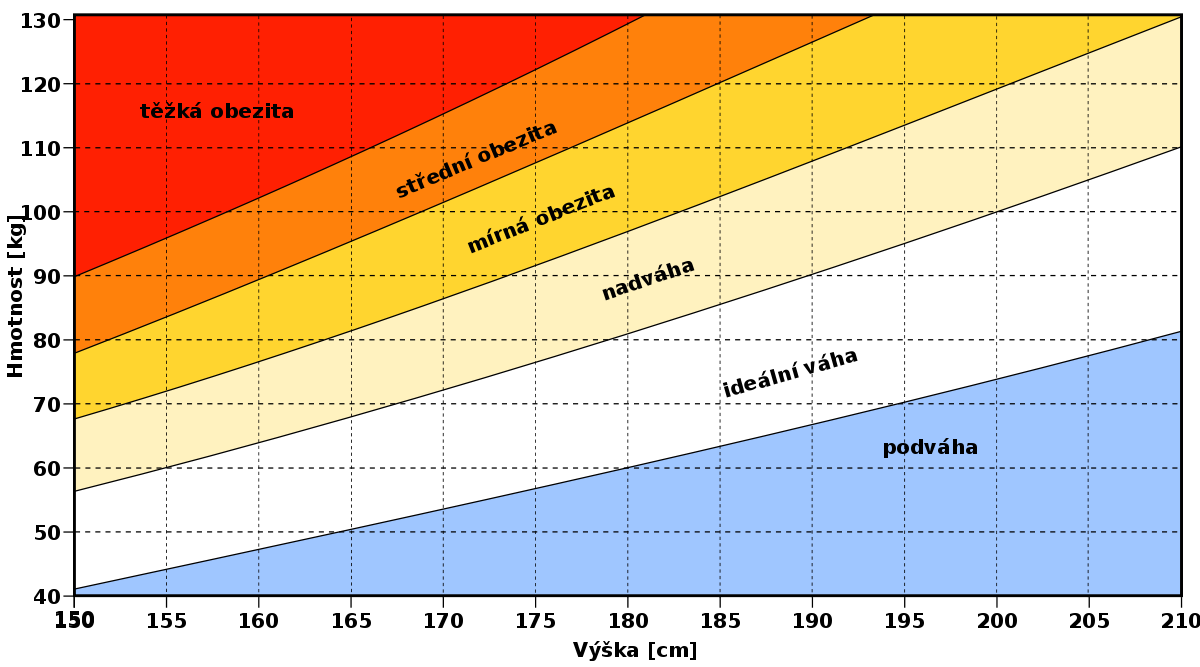 130
120
110
100
90
80
70
60
50
40
Hmotnost [kg]
těžká obezita
střední obezita
mírná obezita
nadváha
ideální váha
podváha
150 155 160 165 170 175 180 185 190 195 200 205 210
Výška [cm]